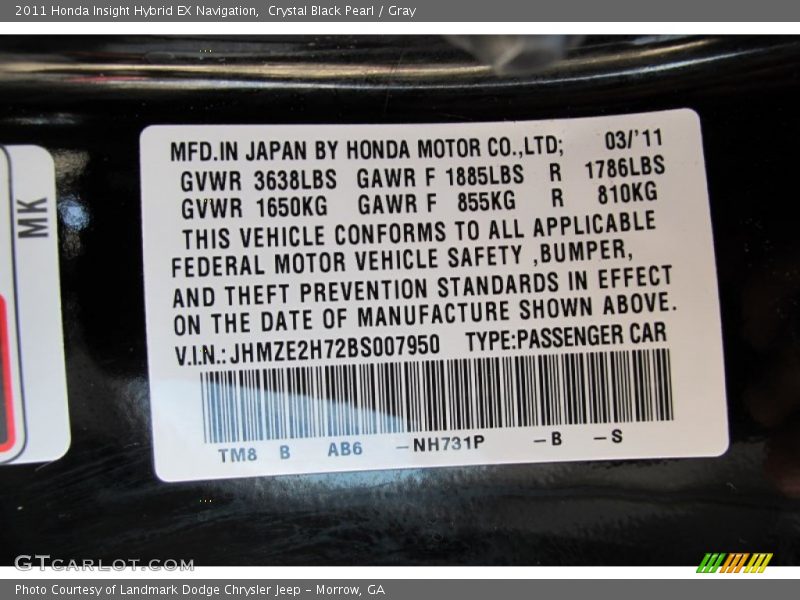 2011 Honda Insight Hybrid EX Navigation,  Crystal Black Pearl / Gray
MK
MFD.IN JAPAN BY HONDA MOTOR CO.,LTD; 03/'11
GVWR 3638LBS GAWR F 1885LBS R 1786LBS
GVWR 1650KG GAWR F 855KG R 810KG
THIS VEHICLE CONFORMS TO ALL APPLICABLE
FEDERAL MOTOR VEHICLE SAFETY ,BUMPER,
AND THEFT PREVENTION STANDARDS IN EFFECT
ON THE DATE OF MANUFACTURE SHOWN ABOVE.
V.I.N.: JHMZE2H72BS007950 TYPE:PASSENGER CAR
TM8 B AB6 –NH731P –B –S
GTCARLOT.COM
Photo Courtesy of Landmark Dodge Chrysler Jeep – Morrow, GA